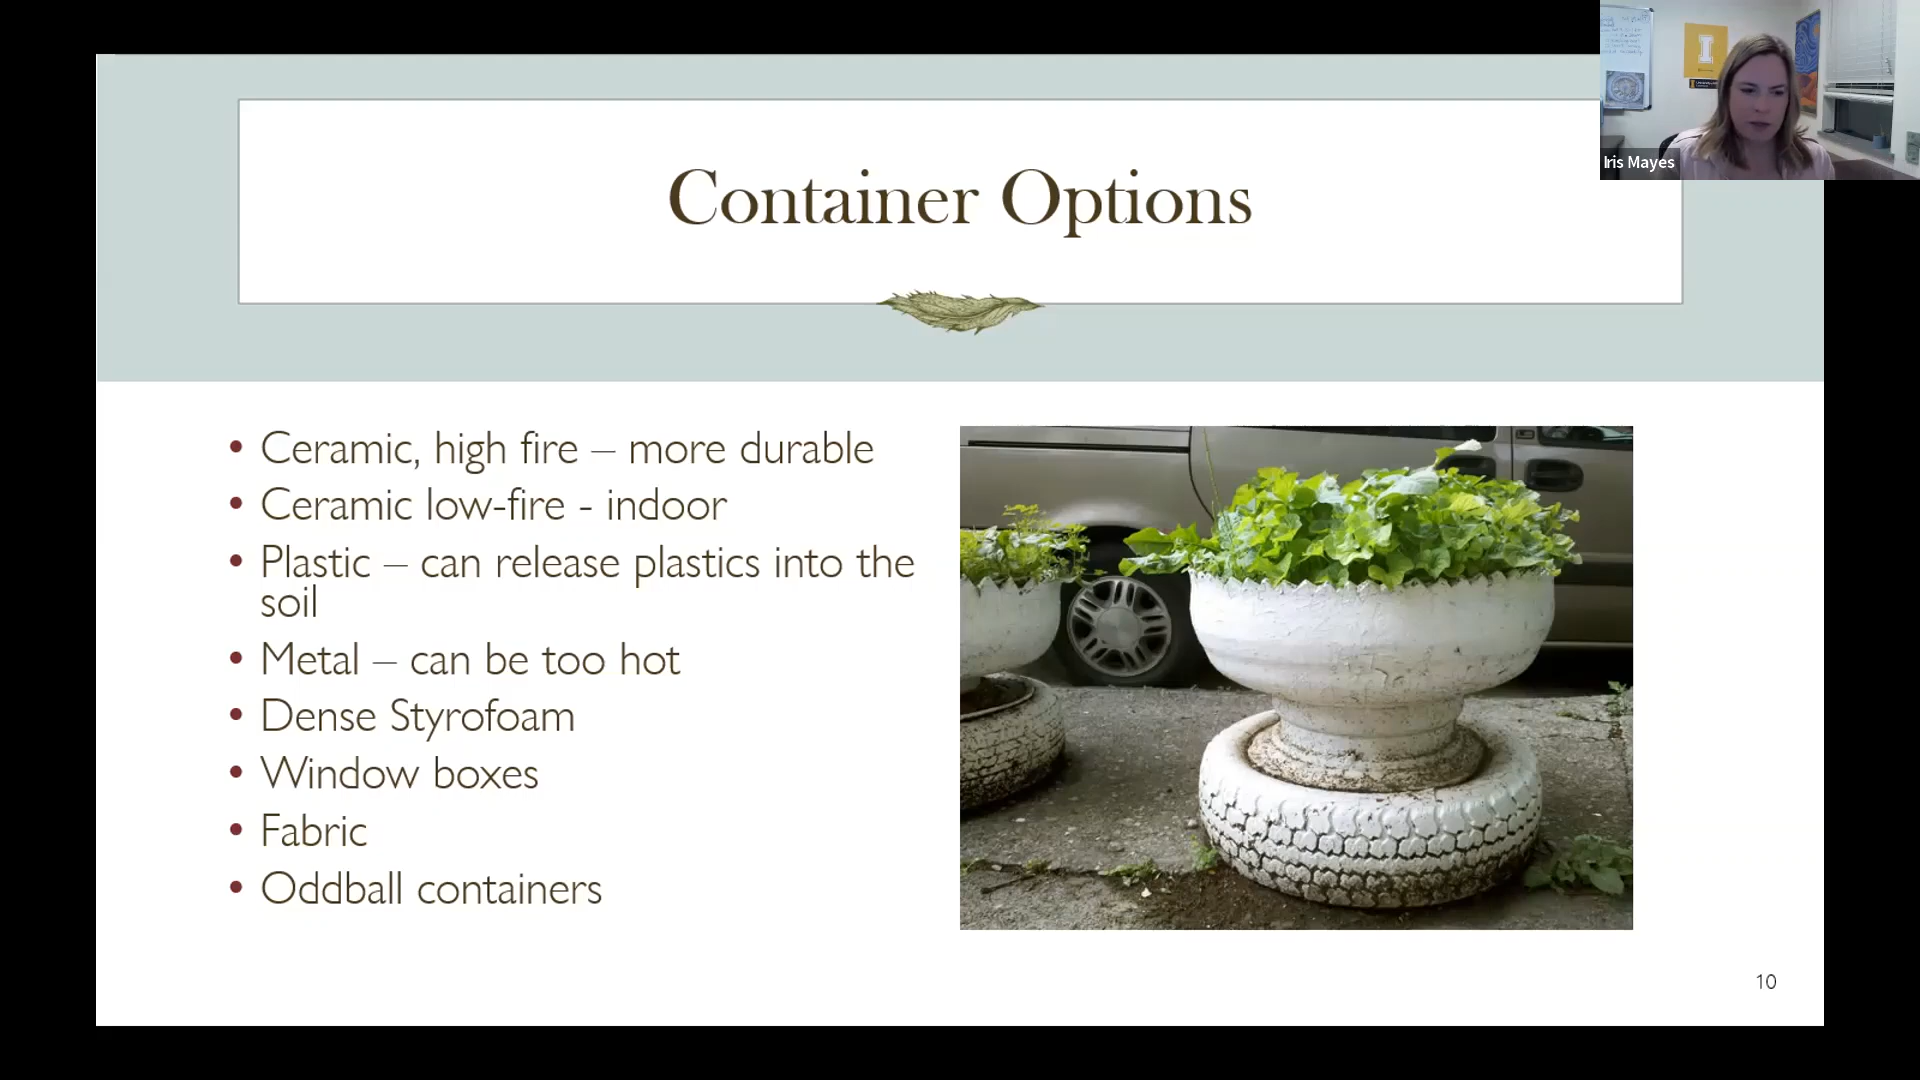 Iris Mayes
Container Options
• Ceramic, high fire – more durable
• Ceramic low-fire - indoor
• Plastic – can release plastics into the
soil
• Metal – can be too hot
• Dense Styrofoam
• Window boxes
• Fabric
• Oddball containers
10